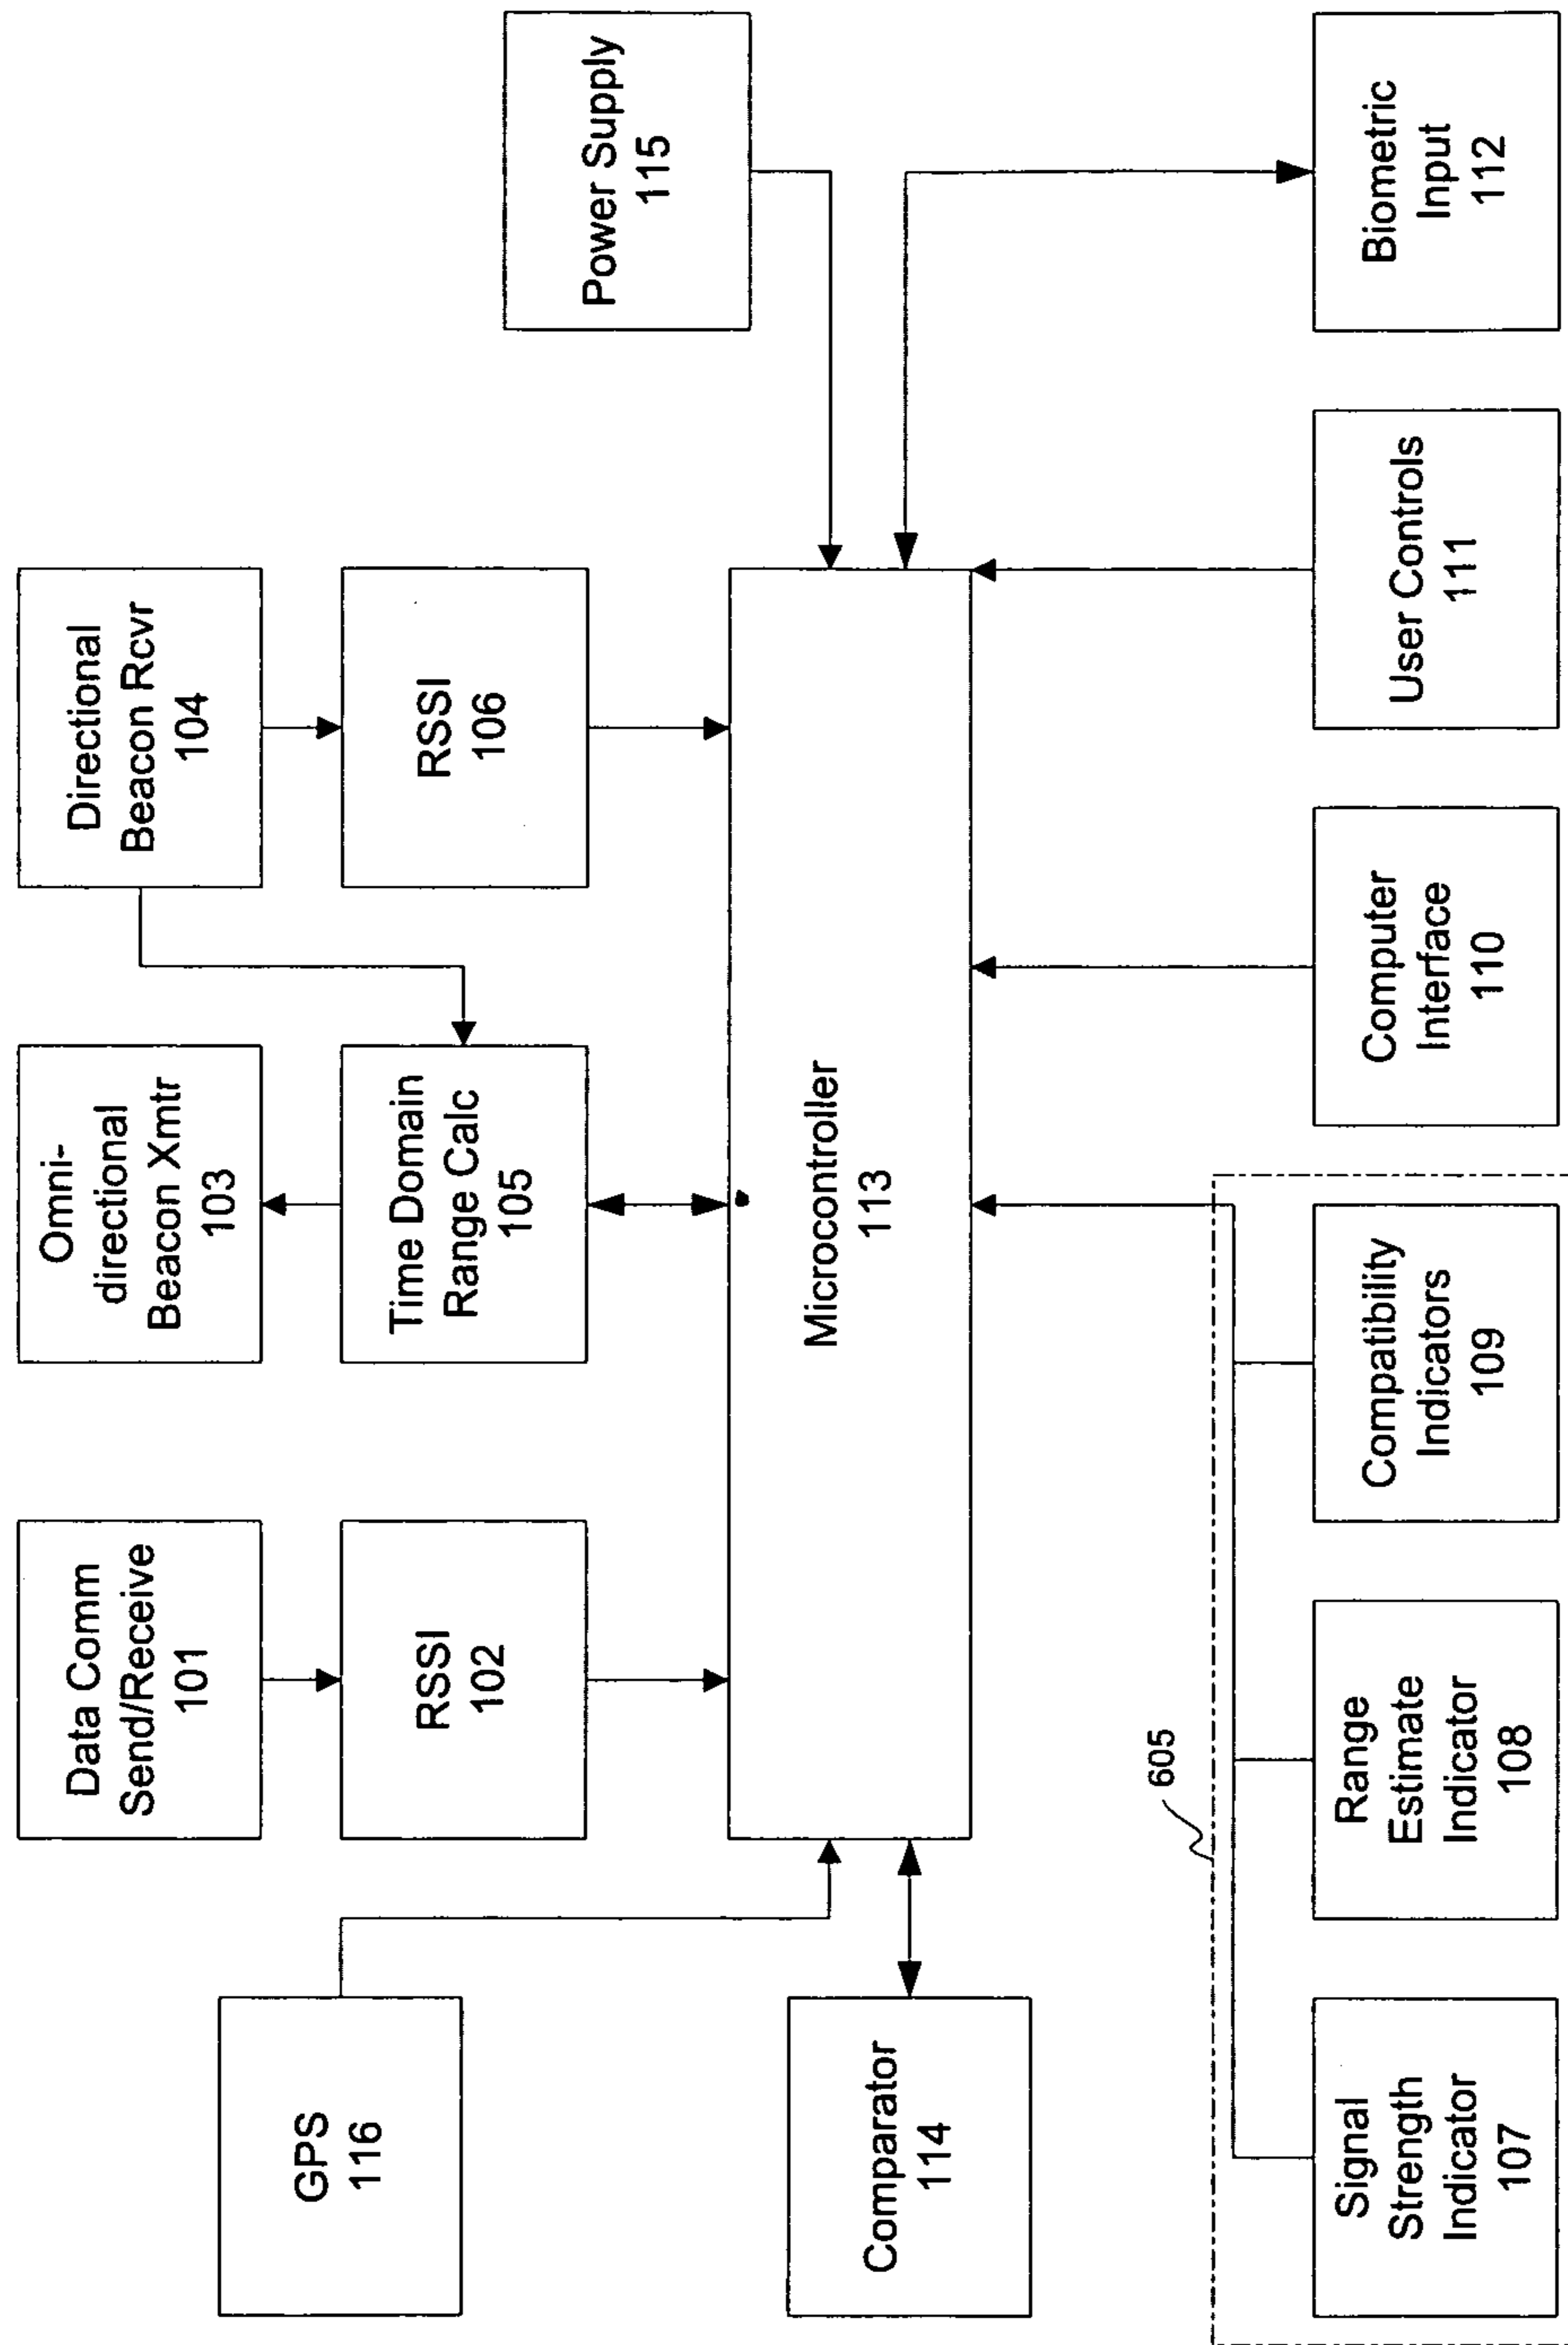 Data Comm
Send/Receive
101
Omni-
directional
Beacon Xmtr
103
Directional
Beacon Rcvr
104
GPS
116
RSSI
102
Time Domain
Range Calc
105
RSSI
106
Power Supply
115
Microcontroller
113
Comparator
114
605
Signal
Strength
Indicator
107
Range
Estimate
Indicator
108
Compatibility
Indicators
109
Computer
Interface
110
User Controls
111
Biometric
Input
112